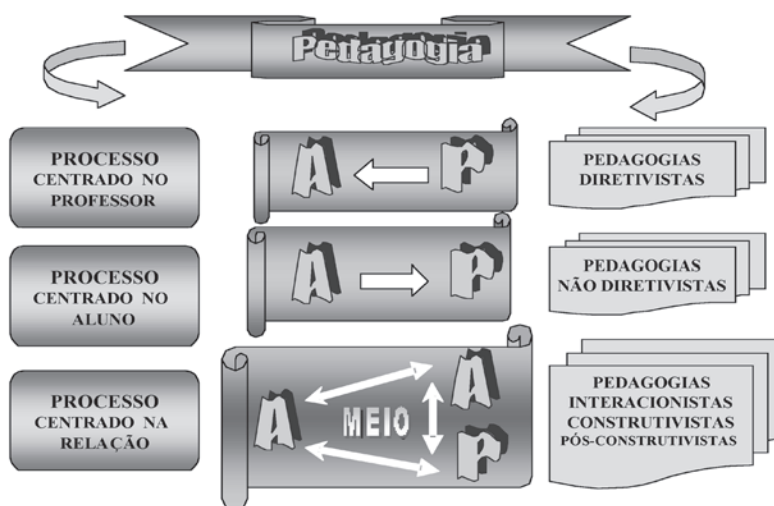 Pedagogia
PROCESSO
CENTRADO NO
PROFESSOR
A P
PEDAGOGIAS
DIRETIVISTAS
PROCESSO
CENTRADO NO
ALUNO
A P
PEDAGOGIAS
NÃO DIRETIVISTAS
PROCESSO
CENTRADO NA
RELAÇÃO
A
A MEIO
P
PEDAGOGIAS
INTERACIONISTAS
CONSTRUTIVISTAS
PÓS-CONSTRUTIVISTAS